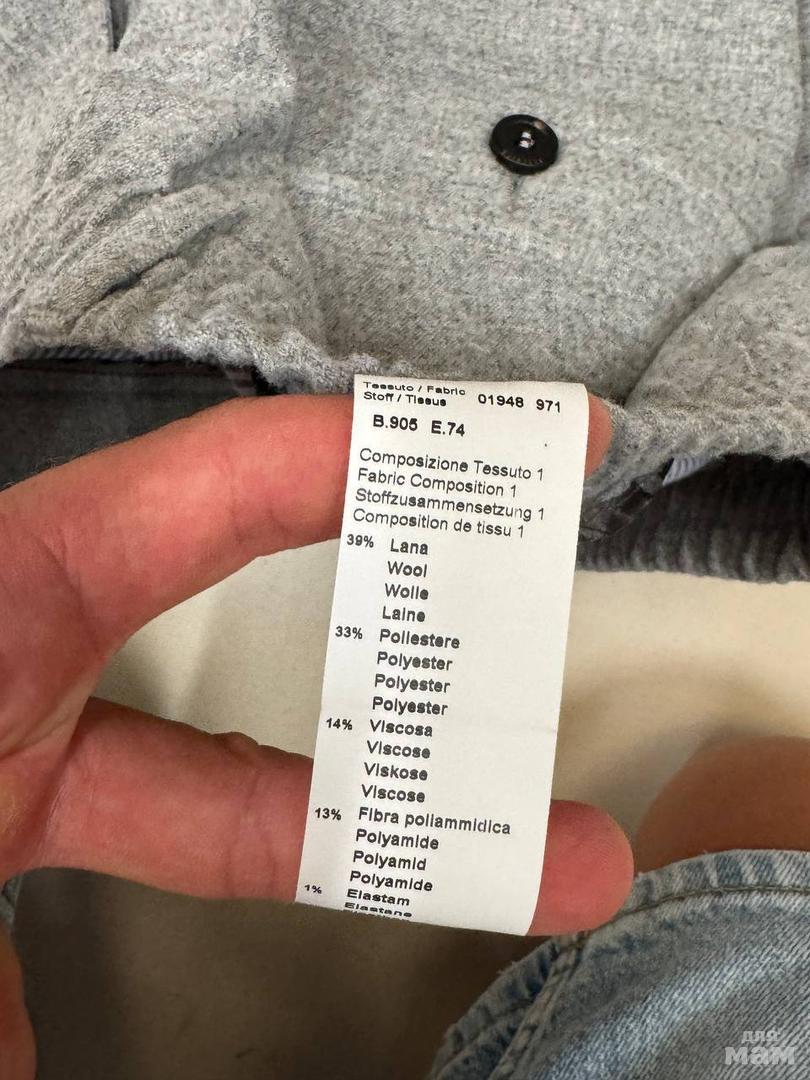 Tessuto / Fabric
Stoff / Tissus 01948 971
B.905 E.74
Composizione Tessuto 1
Fabric Composition 1
Stoffzusammensetzung 1
Composition de tissu 1
39% Lana
Wool
Wolle
Laine
33% Poliestere
Polyester
Polyester
Polyester
14% Viscosa
Viscose
Viskose
Viscose
13% Fibra poliammidica
Polyamide
Polyamid
Polyamide
1% Elastam
Elastane
для
мам